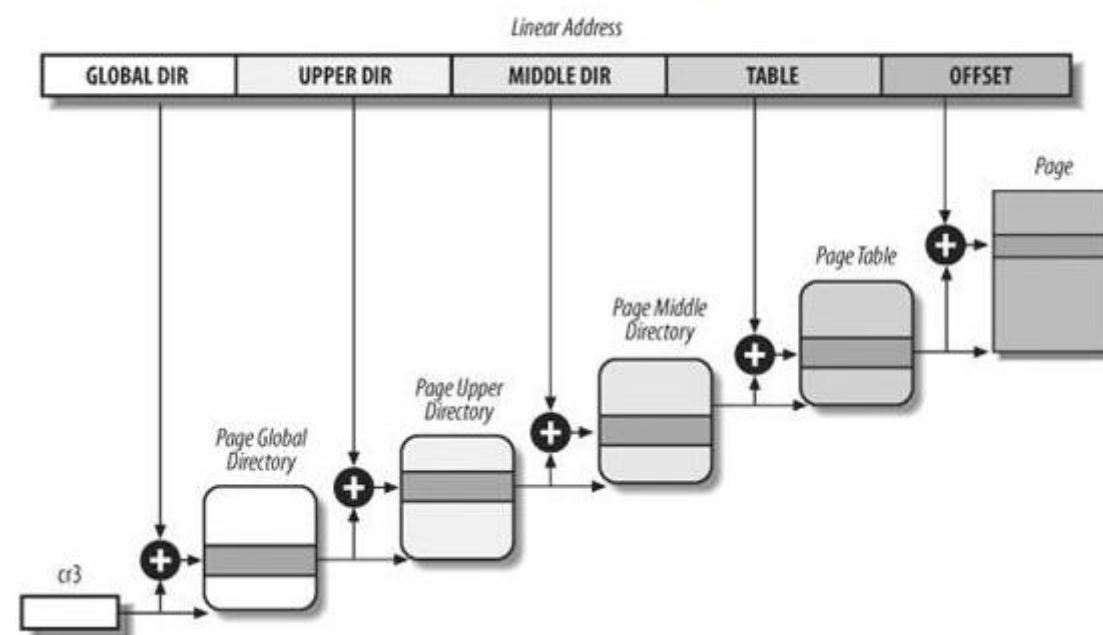 Linear Address
GLOBAL DIR
UPPER DIR
MIDDLE DIR
TABLE
OFFSET
Page
Page Table
Page Middle
Directory
Page Upper
Directory
Page Global
Directory
cr3